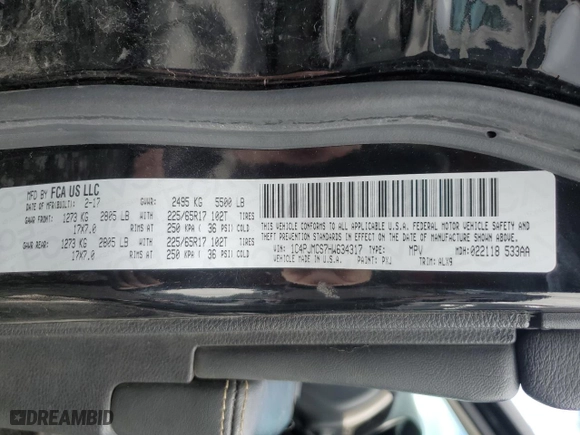 MFD BY FCA US LLC
DATE OF MFR(BUILT): 2-17 GVWR: 2495 KG 5500 LB
GAWR FRONT: 1273 KG 2805 LB WITH 225/65R17 102T TIRES
17X7.0 RIMS AT 250 KPA ( 36 PSI) COLD
GAWR REAR: 1273 KG 2805 LB WITH 225/65R17 102T TIRES
17X7.0 RIMS AT 250 KPA ( 36 PSI) COLD
THIS VEHICLE CONFORMS TO ALL APPLICABLE U.S.A. FEDERAL MOTOR VEHICLE SAFETY AND
THEFT PREVENTION STANDARDS IN EFFECT ON THE DATE OF MANUFACTURE SHOWN ABOVE.
VIN: 1C4PJMCS7HW634317 TYPE: MPV MDH: 022118 533AA
VEHICLE MADE IN U.S.A. PAINT: PXJ TRIM: ALX9
DREAMBID